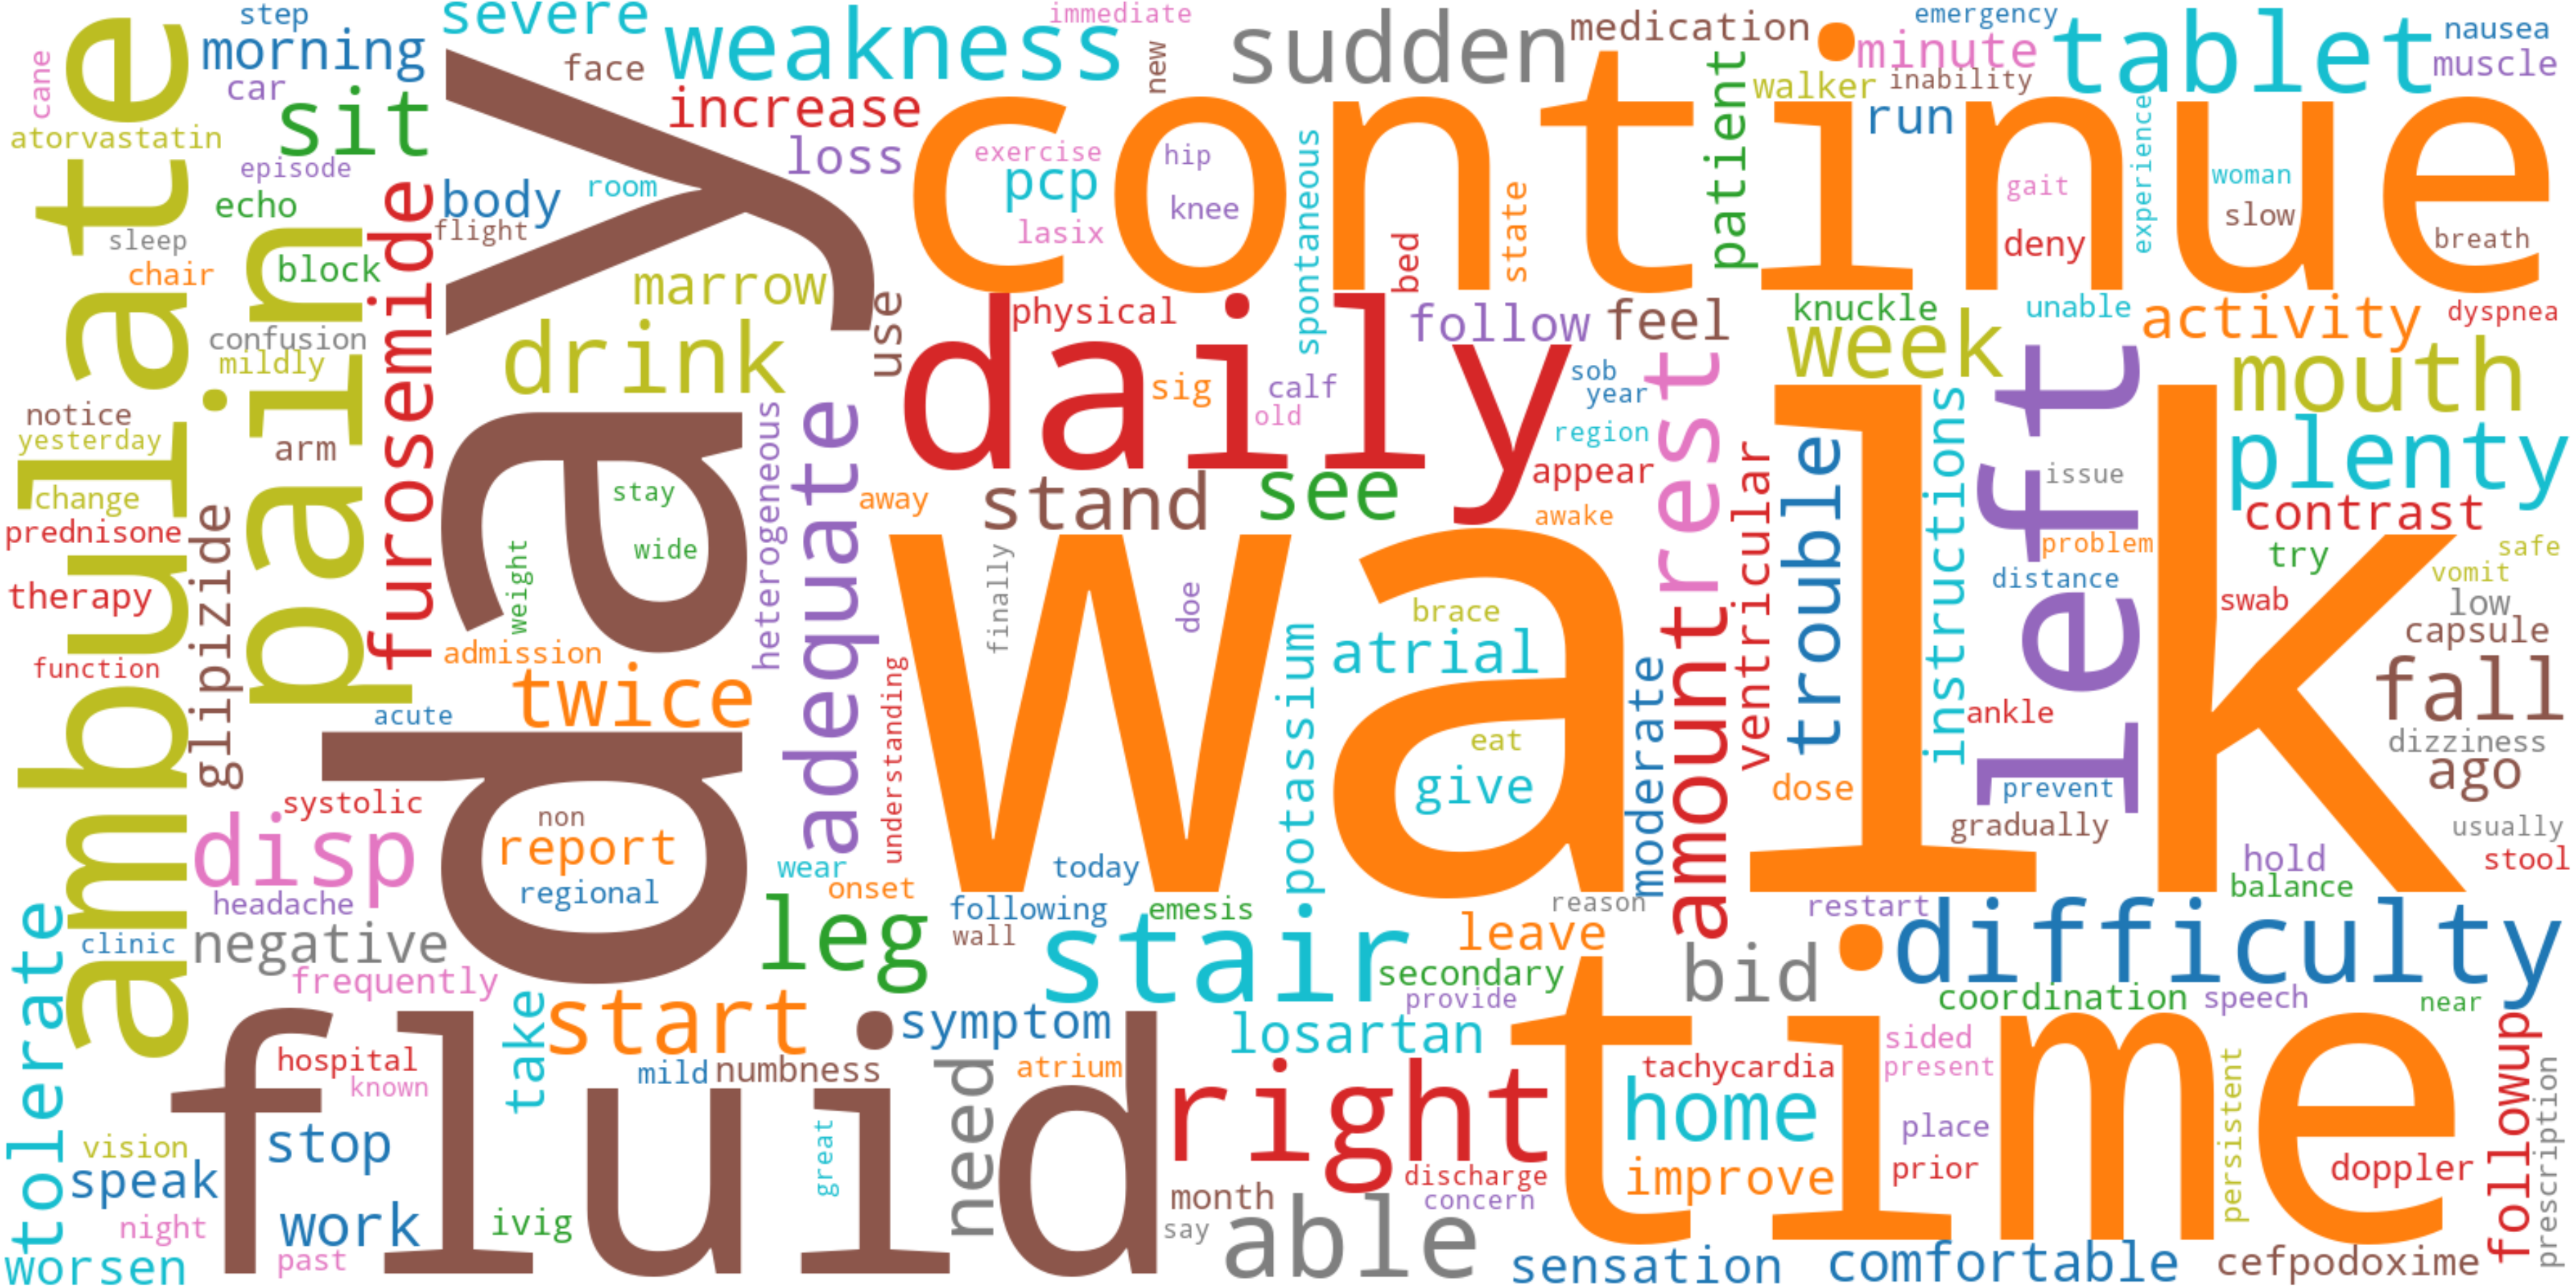 step
severe
immediate
medication
emergency
nausea
cane
morning
face
weakness
new
sudden
minute
tablet
muscle
car
sit
increase
walker
inability
run
patient
atorvastatin
episode
loss
continue
exercise
hip
pcp
knee
lasix
spontaneous
state
bed
gait
deny
experience
woman
slow
breath
echo
body
room
flight
sleep
chair
block
furosemide
day
marrow
use
physical
follow
feel
knuckle
unable
activity
dyspnea
confusion
mildly
drink
daily
sig
calf
old
sob
year
region
week
mouth
ambulate
pain
notice
yesterday
arm
heterogeneous
adequate
away
stand
see
appear
awake
rest
trouble
instructions
left
issue
plenty
contrast
change
prednisone
stay
wide
weight
ventricular
problem
try
safe
vomit
therapy
glipizide
finally
doe
brace
distance
swab
low
capsule
function
admission
twice
understanding
walk
potassium
atrial
moderate
amount
ankle
fall
acute
eat
give
dose
prevent
dizziness
ago
systolic
disp
non
report
regional
wear
onset
today
gradually
usually
stool
hold
balance
headache
clinic
negative
frequently
leg
following
wall
emesis
stair
reason
leave
restart
difficulty
secondary
provide
bid
coordination
speech
near
tolerate
take
start
symptom
losartan
fluid
hospital
known
mild
numbness
need
atrium
right
tachycardia
home
time
sided
present
followup
prescription
vision
speak
stop
great
discharge
improve
place
prior
persistent
doppler
night
work
ivig
month
concern
say
able
worsen
past
sensation
comfortable
cefpodoxime